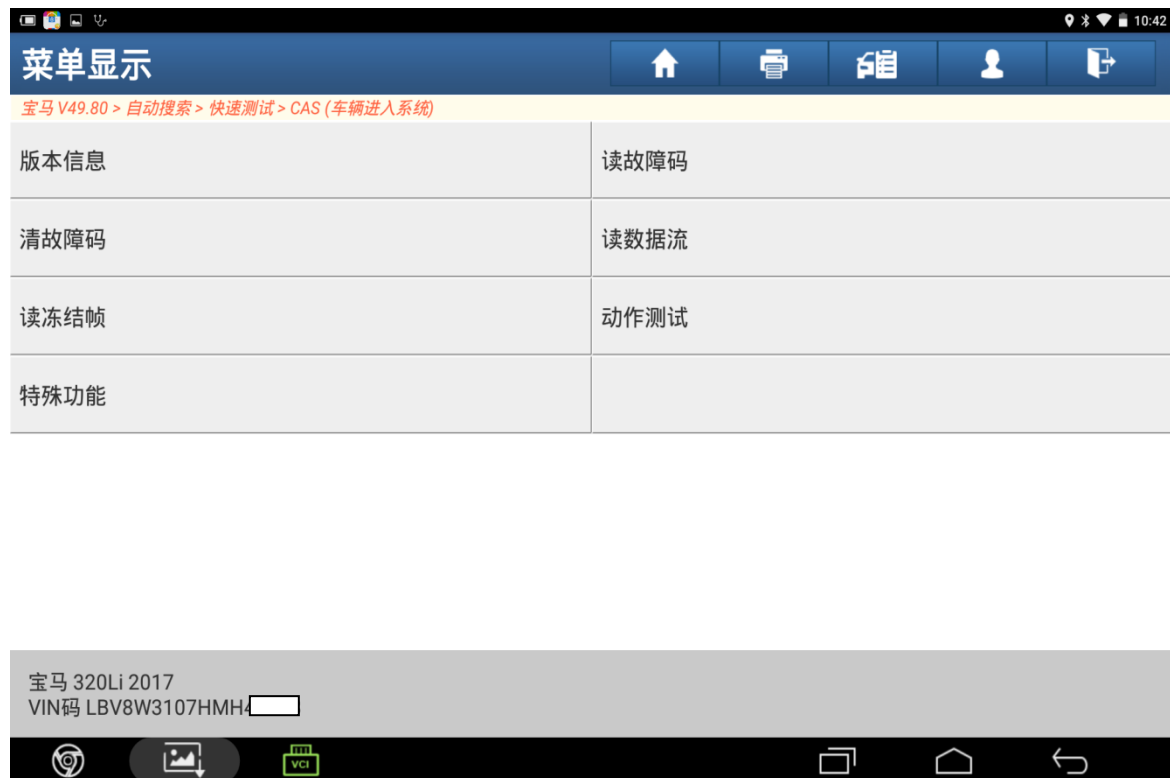 10:42
菜单显示
宝马 V49.80 > 自动搜索 > 快速测试 > CAS (车辆进入系统)
版本信息
读故障码
清故障码
读数据流
读冻结帧
动作测试
特殊功能
宝马 320Li 2017
VIN码 LBV8W3107HMH4
VCI